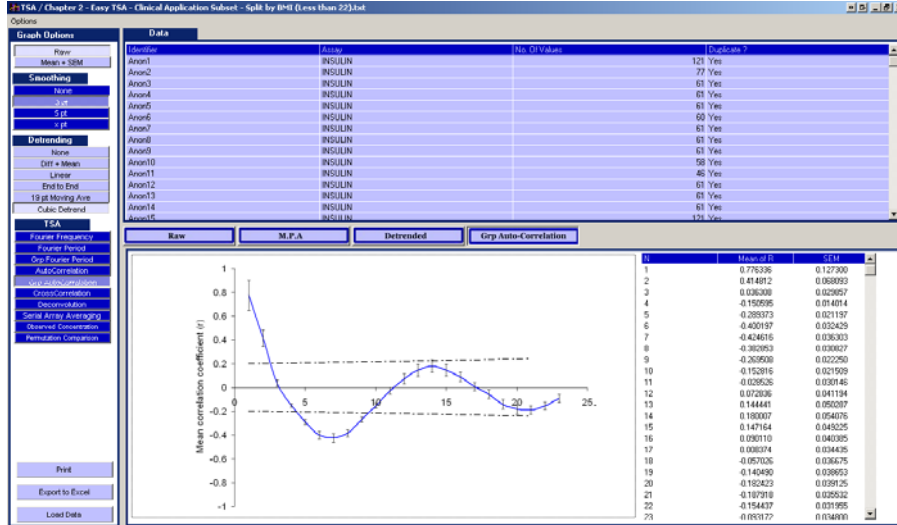 TSA / Chapter 2 - Easy TSA - Clinical Application Subset - Split by BMI (Less than 22).txt
Options
Graph Options
Raw
Mean + SEM
Smoothing
None
3 pt
5 pt
x pt
Detrending
None
Diff + Mean
Linear
End to End
19 pt Moving Ave
Cubic Detrend
TSA
Fourier Frequency
Fourier Period
Grp Fourier Period
AutoCorrelation
Grp AutoCorrelation
CrossCorrelation
Deconvolution
Serial Array Averaging
Observed Concentration
Permutation Comparison
Print
Export to Excel
Load Data
Data
Identifier Assay No. Of Values Duplicate ?
Anon1 INSULIN 121 Yes
Anon2 INSULIN 77 Yes
Anon3 INSULIN 61 Yes
Anon4 INSULIN 61 Yes
Anon5 INSULIN 61 Yes
Anon6 INSULIN 60 Yes
Anon7 INSULIN 61 Yes
Anon8 INSULIN 61 Yes
Anon9 INSULIN 61 Yes
Anon10 INSULIN 58 Yes
Anon11 INSULIN 46 Yes
Anon12 INSULIN 61 Yes
Anon13 INSULIN 61 Yes
Anon14 INSULIN 61 Yes
Anon15 INSULIN 121 Yes
Raw M.P.A Detrended Grp Auto-Correlation
Mean correlation coefficient (r)
1
0.8
0.6
0.4
0.2
0
-0.2
-0.4
-0.6
-0.8
-1
0 5 10 15 20 25
N Mean of R SEM
1 0.776336 0.127300
2 0.414812 0.068093
3 0.036308 0.029857
4 -0.150595 0.014014
5 -0.289373 0.021197
6 -0.400197 0.032429
7 -0.424616 0.036303
8 -0.382853 0.030827
9 -0.269508 0.022250
10 -0.152816 0.021509
11 -0.028526 0.030146
12 0.072836 0.041194
13 0.144441 0.050287
14 0.180007 0.054076
15 0.147164 0.049225
16 0.090110 0.040385
17 0.008374 0.034435
18 -0.057026 0.036675
19 -0.140490 0.038653
20 -0.182423 0.039125
21 -0.187918 0.035532
22 -0.154437 0.031955
23 -0.093172 0.034800